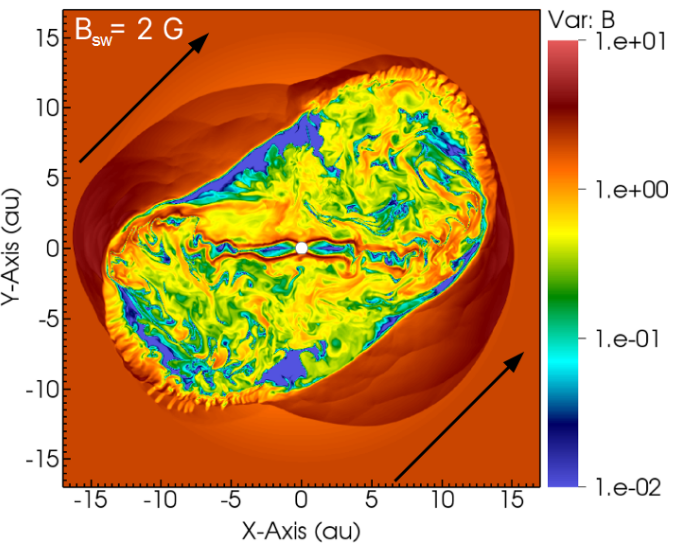 B_sw = 2 G
Var: B
1.e+01
1.e+00
1.e-01
1.e-02
Y-Axis (au)
15
10
5
0
-5
-10
-15
-15 -10 -5 0 5 10 15
X-Axis (au)